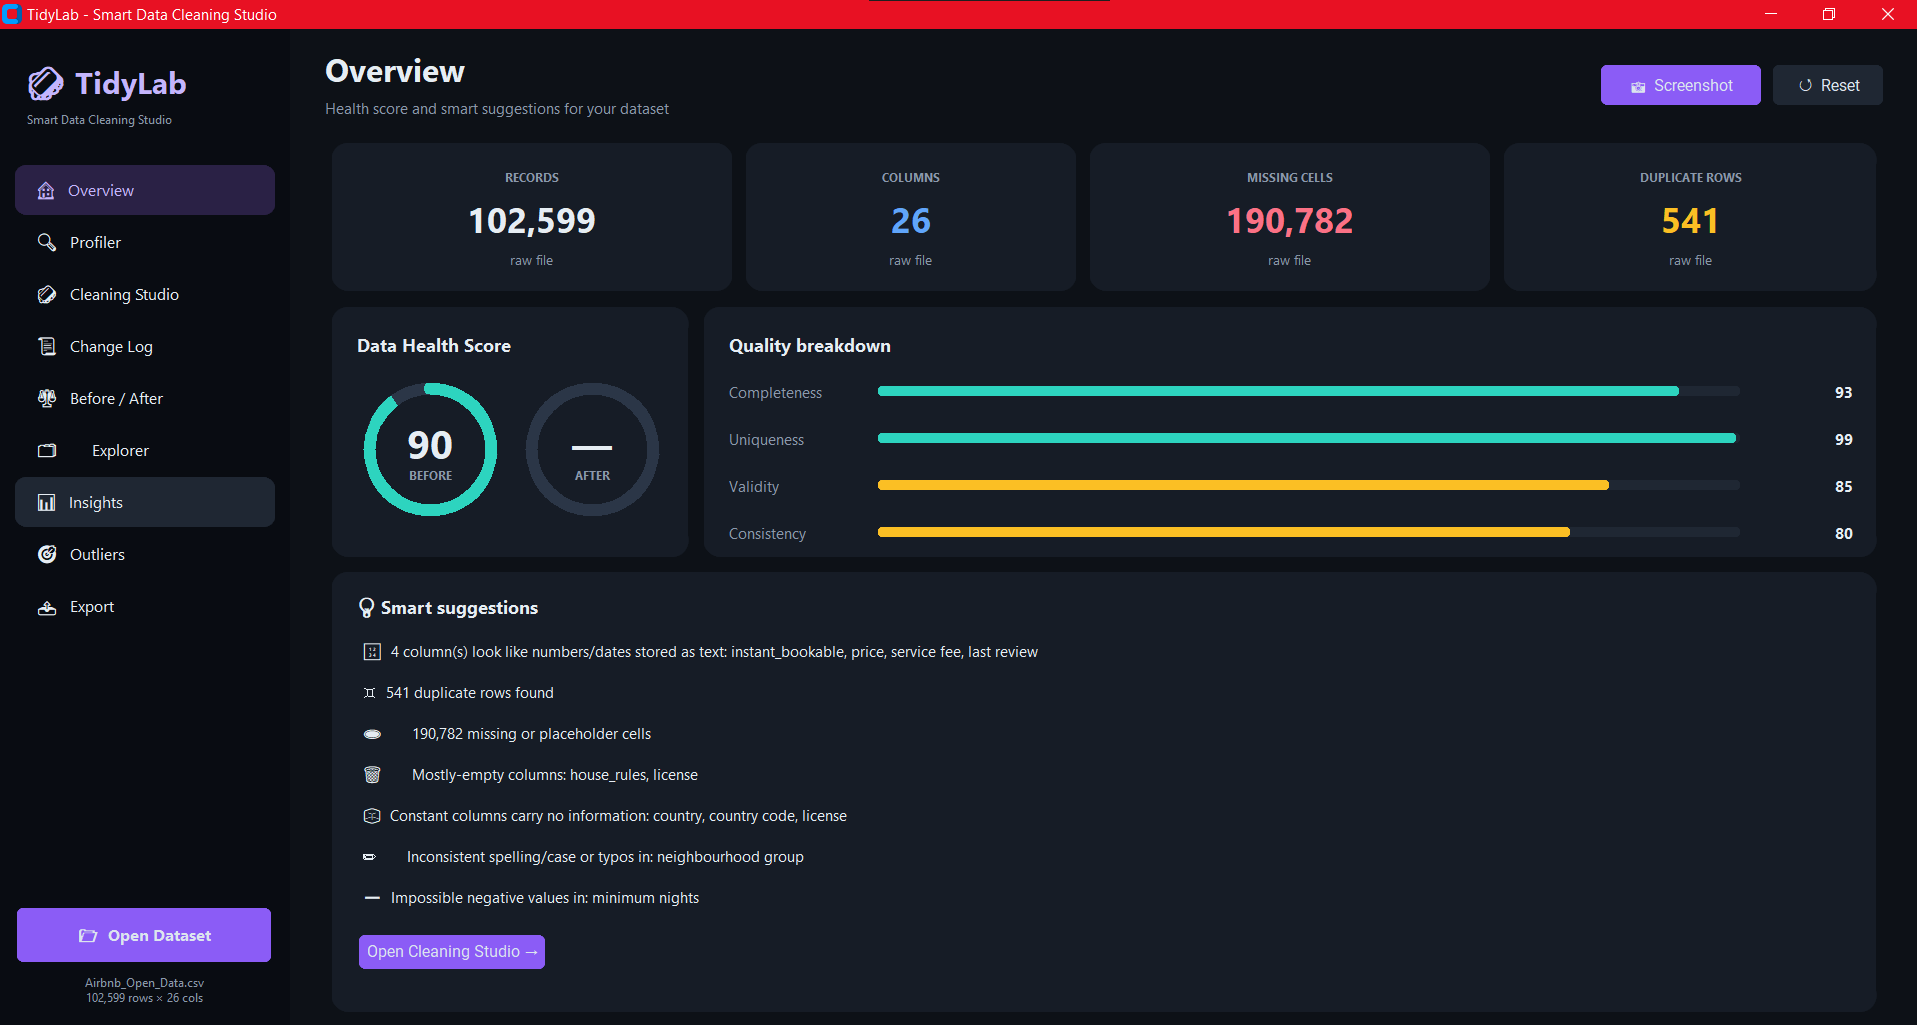 TidyLab - Smart Data Cleaning Studio
TidyLab
Smart Data Cleaning Studio
Overview
Profiler
Cleaning Studio
Change Log
Before / After
Explorer
Insights
Outliers
Export
Open Dataset
Airbnb_Open_Data.csv
102,599 rows × 26 cols
Overview
Health score and smart suggestions for your dataset
Screenshot
Reset
RECORDS
102,599
raw file
COLUMNS
26
raw file
MISSING CELLS
190,782
raw file
DUPLICATE ROWS
541
raw file
Data Health Score
90
BEFORE
—
AFTER
Quality breakdown
Completeness 93
Uniqueness 99
Validity 85
Consistency 80
Smart suggestions
4 column(s) look like numbers/dates stored as text: instant_bookable, price, service fee, last review
541 duplicate rows found
190,782 missing or placeholder cells
Mostly-empty columns: house_rules, license
Constant columns carry no information: country, country code, license
Inconsistent spelling/case or typos in: neighbourhood group
Impossible negative values in: minimum nights
Open Cleaning Studio →